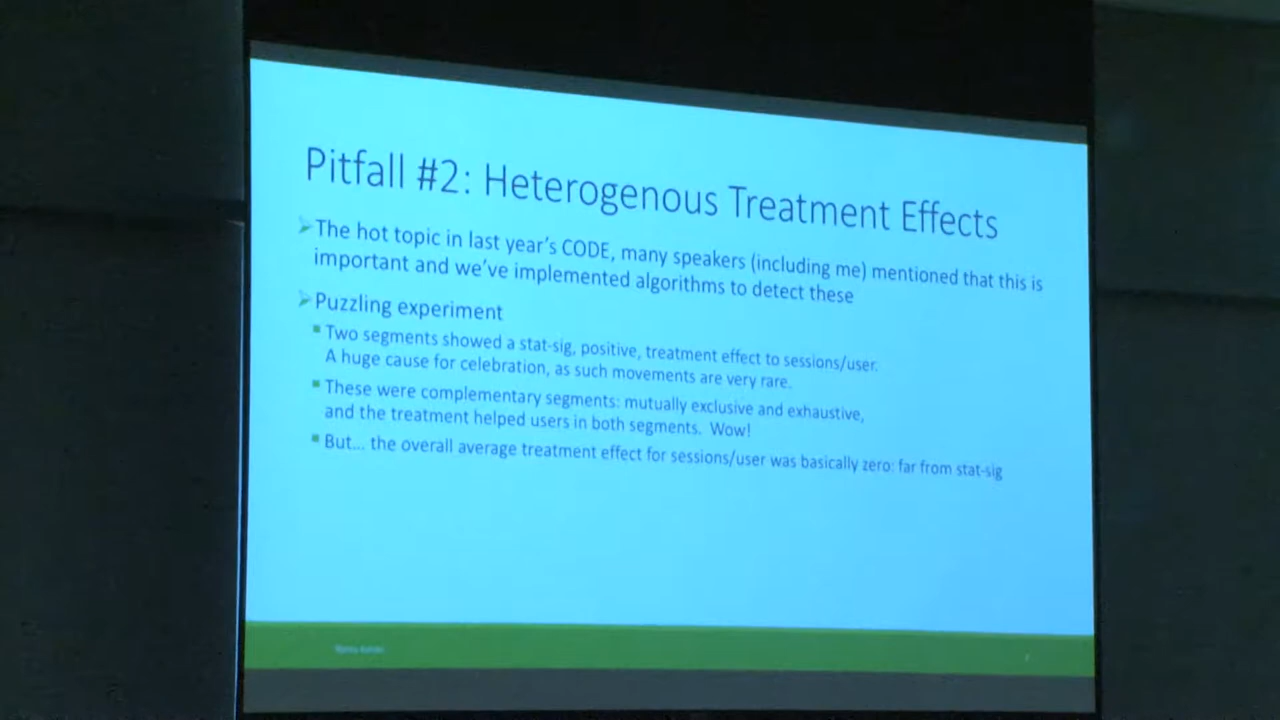 Pitfall #2: Heterogenous Treatment Effects
The hot topic in last year's CODE, many speakers (including me) mentioned that this is
important and we've implemented algorithms to detect these
Puzzling experiment
Two segments showed a stat-sig, positive, treatment effect to sessions/user.
A huge cause for celebration, as such movements are very rare.
These were complementary segments: mutually exclusive and exhaustive,
and the treatment helped users in both segments. Wow!
But... the overall average treatment effect for sessions/user was basically zero: far from stat-sig